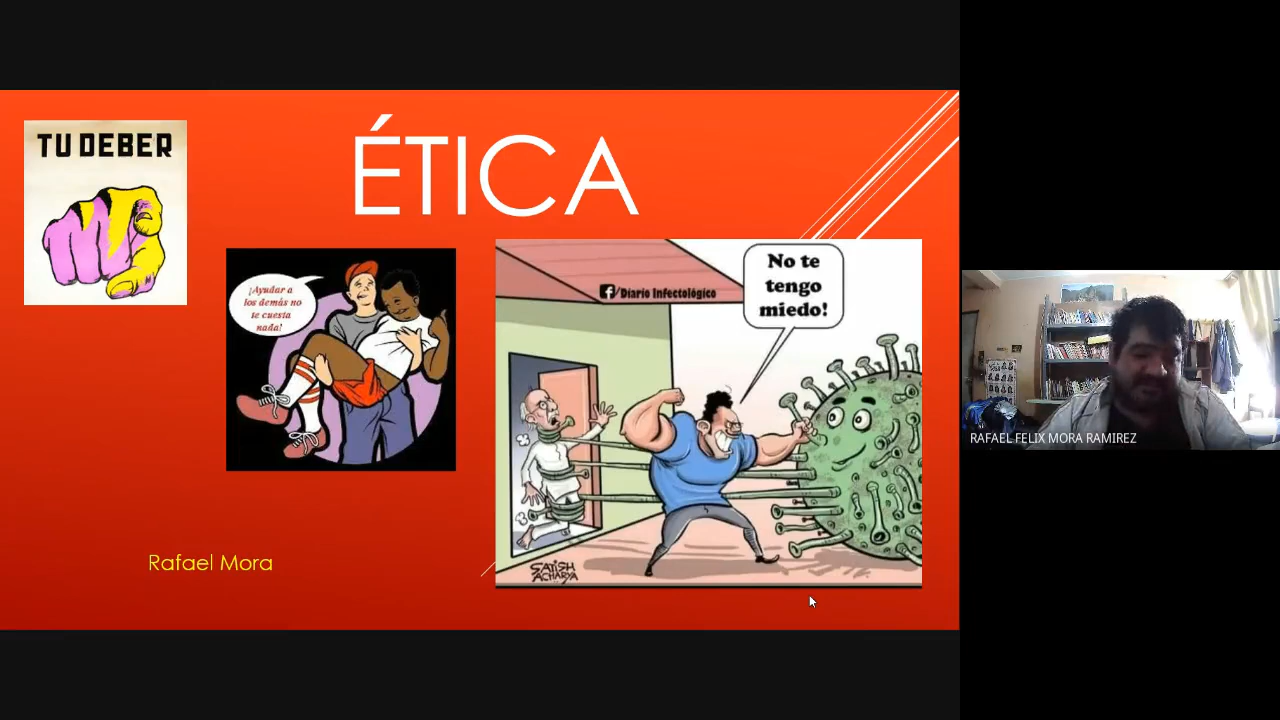 TU DEBER
ÉTICA
¡Ayudar a
los demás no
te cuesta
nada!
No te
tengo
miedo!
f/Diario Infectológico
SATISH
ACHARYA
Rafael Mora
RAFAEL FELIX MORA RAMIREZ